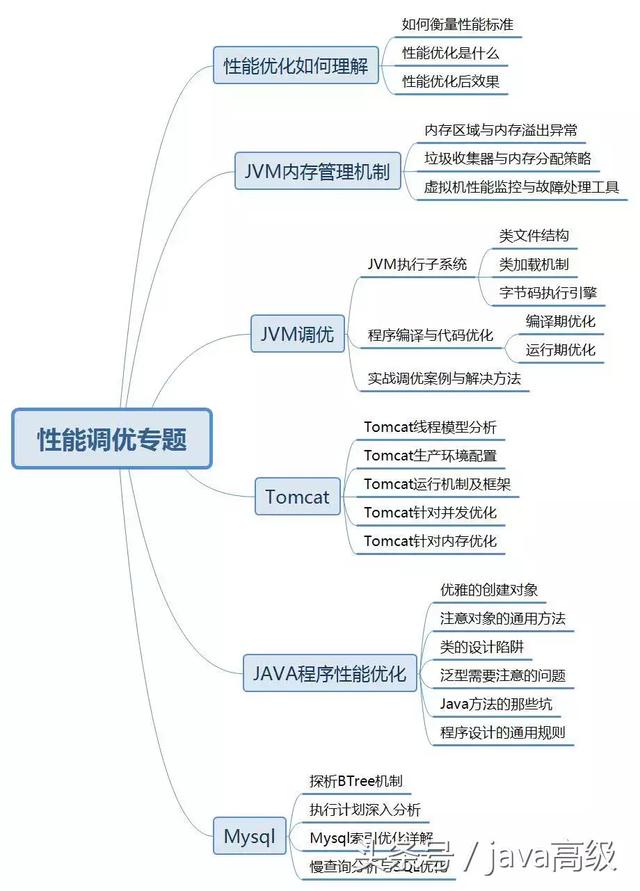 性能调优专题
性能优化如何理解
如何衡量性能标准
性能优化是什么
性能优化后效果
JVM内存管理机制
内存区域与内存溢出异常
垃圾收集器与内存分配策略
虚拟机性能监控与故障处理工具
JVM调优
JVM执行子系统
类文件结构
类加载机制
字节码执行引擎
程序编译与代码优化
编译期优化
运行期优化
实战调优案例与解决方法
Tomcat
Tomcat线程模型分析
Tomcat生产环境配置
Tomcat运行机制及框架
Tomcat针对并发优化
Tomcat针对内存优化
JAVA程序性能优化
优雅的创建对象
注意对象的通用方法
类的设计陷阱
泛型需要注意的问题
Java方法的那些坑
程序设计的通用规则
Mysql
探析BTree机制
执行计划深入分析
Mysql索引优化详解
慢查询分析与SQL优化
头条号 / java高级